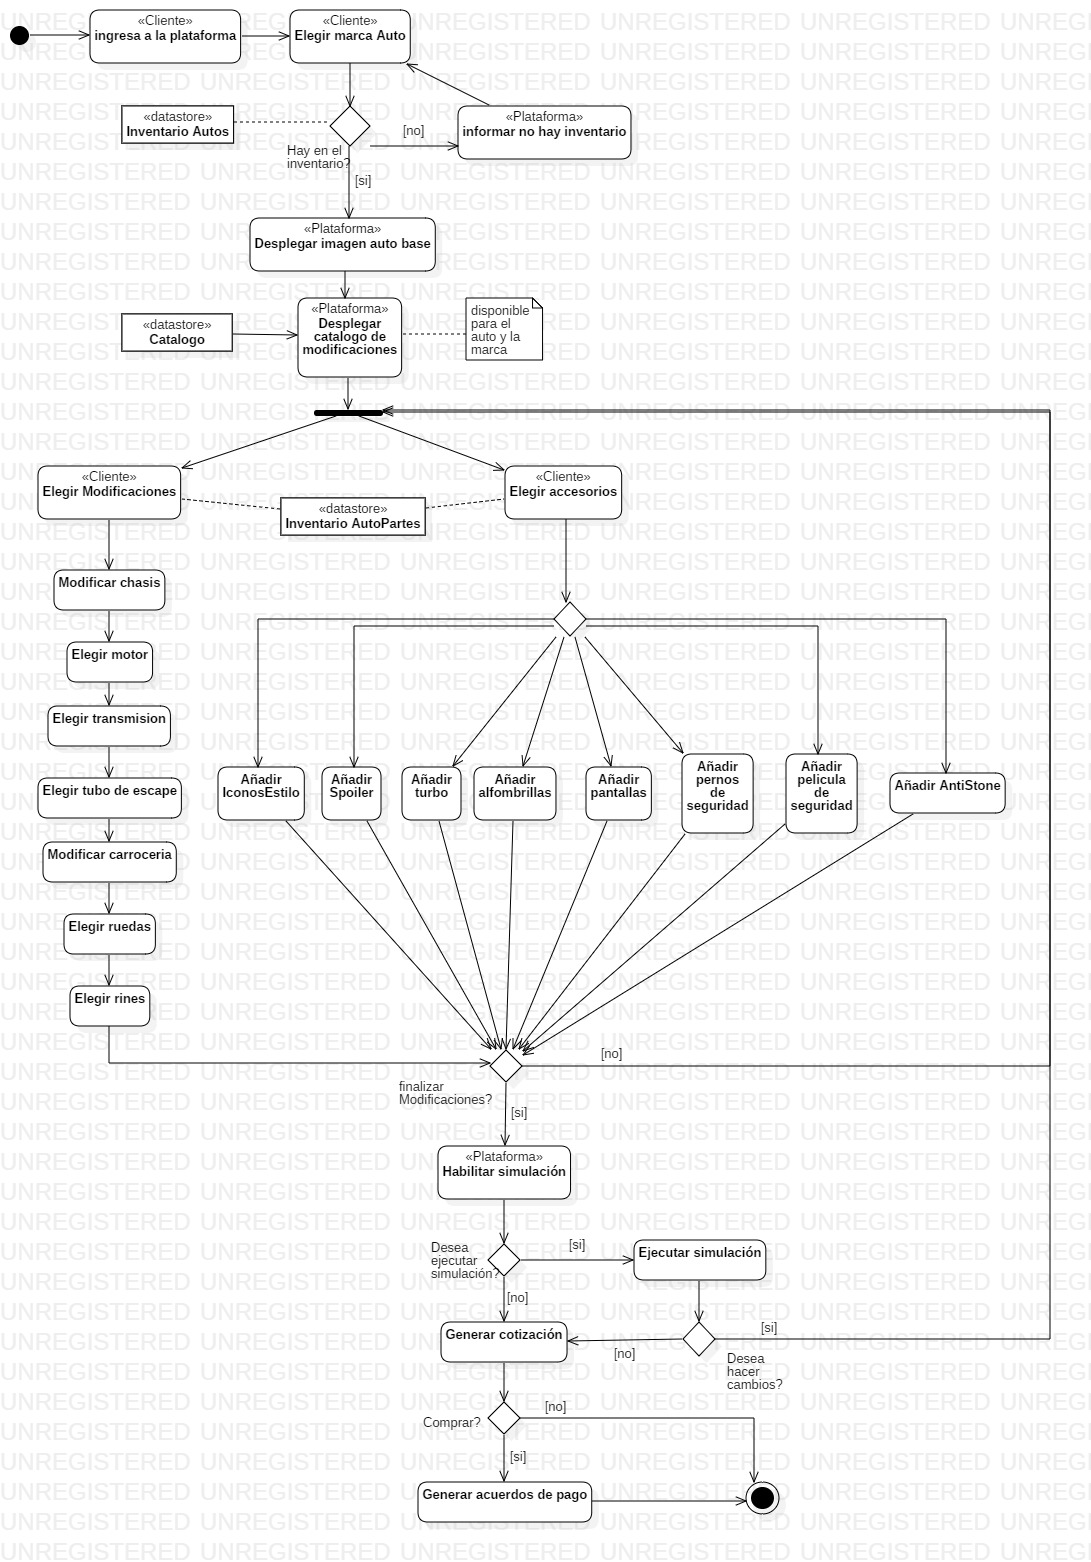 «Cliente»
ingresa a la plataforma
«Cliente»
Elegir marca Auto
«datastore»
Inventario Autos
[no]
«Plataforma»
informar no hay inventario
Hay en el
inventario?
[si]
«Plataforma»
Desplegar imagen auto base
«datastore»
Catalogo
«Plataforma»
Desplegar
catalogo de
modificaciones
disponible
para el
auto y la
marca
«Cliente»
Elegir Modificaciones
«datastore»
Inventario AutoPartes
«Cliente»
Elegir accesorios
Modificar chasis
Elegir motor
Elegir transmision
Elegir tubo de escape
Modificar carroceria
Elegir ruedas
Elegir rines
Añadir
IconosEstilo
Añadir
Spoiler
Añadir
turbo
Añadir
alfombrillas
Añadir
pantallas
Añadir
pernos
de
seguridad
Añadir
pelicula
de
seguridad
Añadir AntiStone
[no]
finalizar
Modificaciones?
[si]
«Plataforma»
Habilitar simulación
Desea
ejecutar
simulación?
[si]
Ejecutar simulación
[no]
Generar cotización
[no]
[si]
Desea
hacer
cambios?
Comprar?
[no]
[si]
Generar acuerdos de pago
UNREGISTERED